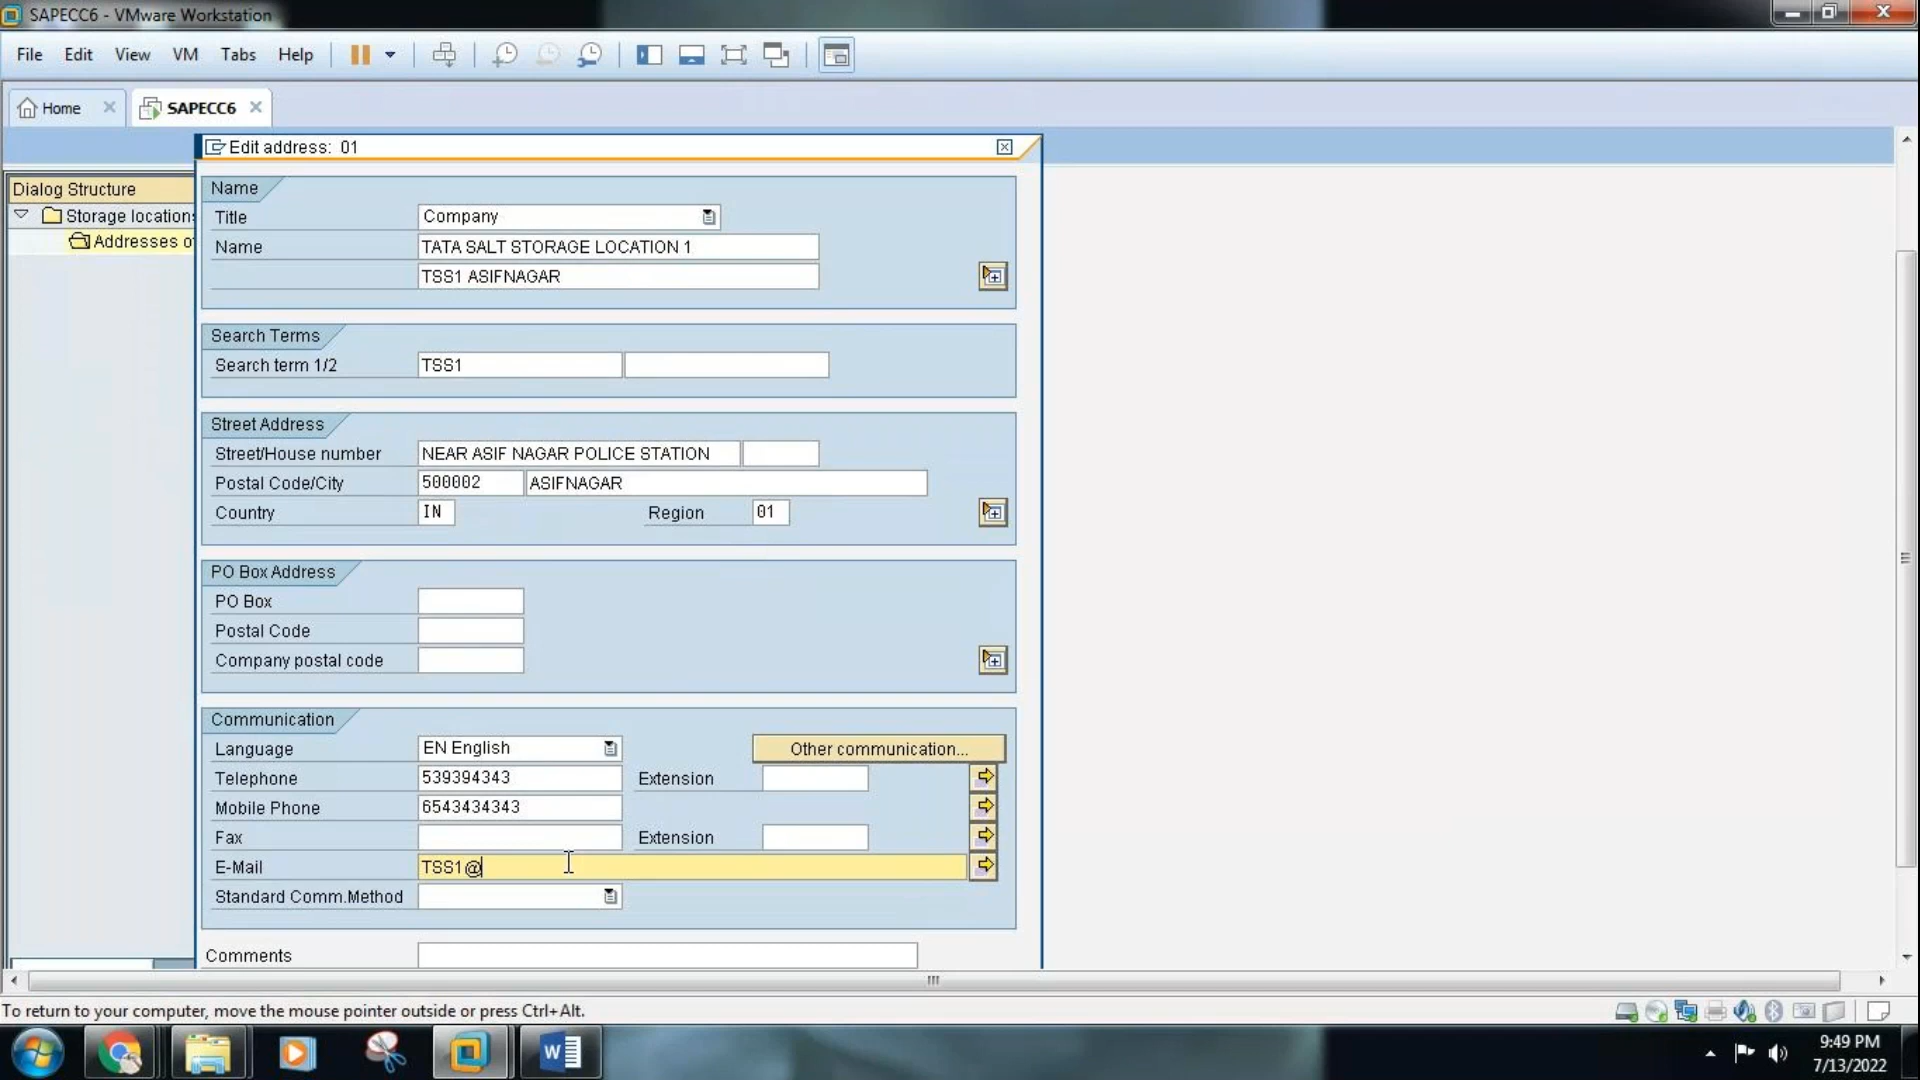 SAPECC6 - VMware Workstation
File Edit View VM Tabs Help
Home SAPECC6
Edit address: 01
Dialog Structure
Storage locations
Addresses of
Name
Title Company
Name TATA SALT STORAGE LOCATION 1
TSS1 ASIFNAGAR
Search Terms
Search term 1/2 TSS1
Street Address
Street/House number NEAR ASIF NAGAR POLICE STATION
Postal Code/City 500002 ASIFNAGAR
Country IN Region 01
PO Box Address
PO Box
Postal Code
Company postal code
Communication
Language EN English Other communication...
Telephone 539394343 Extension
Mobile Phone 6543434343
Fax Extension
E-Mail TSS1@
Standard Comm.Method
Comments
To return to your computer, move the mouse pointer outside or press Ctrl+Alt.
9:49 PM
7/13/2022